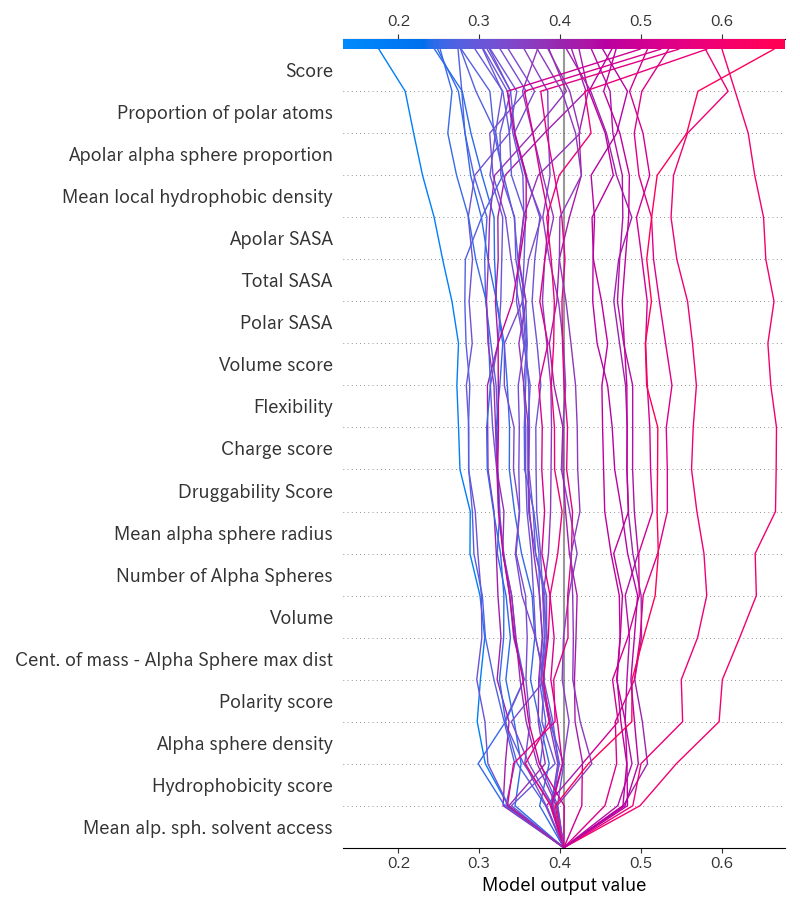 0.2 0.3 0.4 0.5 0.6
Score
Proportion of polar atoms
Apolar alpha sphere proportion
Mean local hydrophobic density
Apolar SASA
Total SASA
Polar SASA
Volume score
Flexibility
Charge score
Druggability Score
Mean alpha sphere radius
Number of Alpha Spheres
Volume
Cent. of mass - Alpha Sphere max dist
Polarity score
Alpha sphere density
Hydrophobicity score
Mean alp. sph. solvent access
0.2 0.3 0.4 0.5 0.6
Model output value